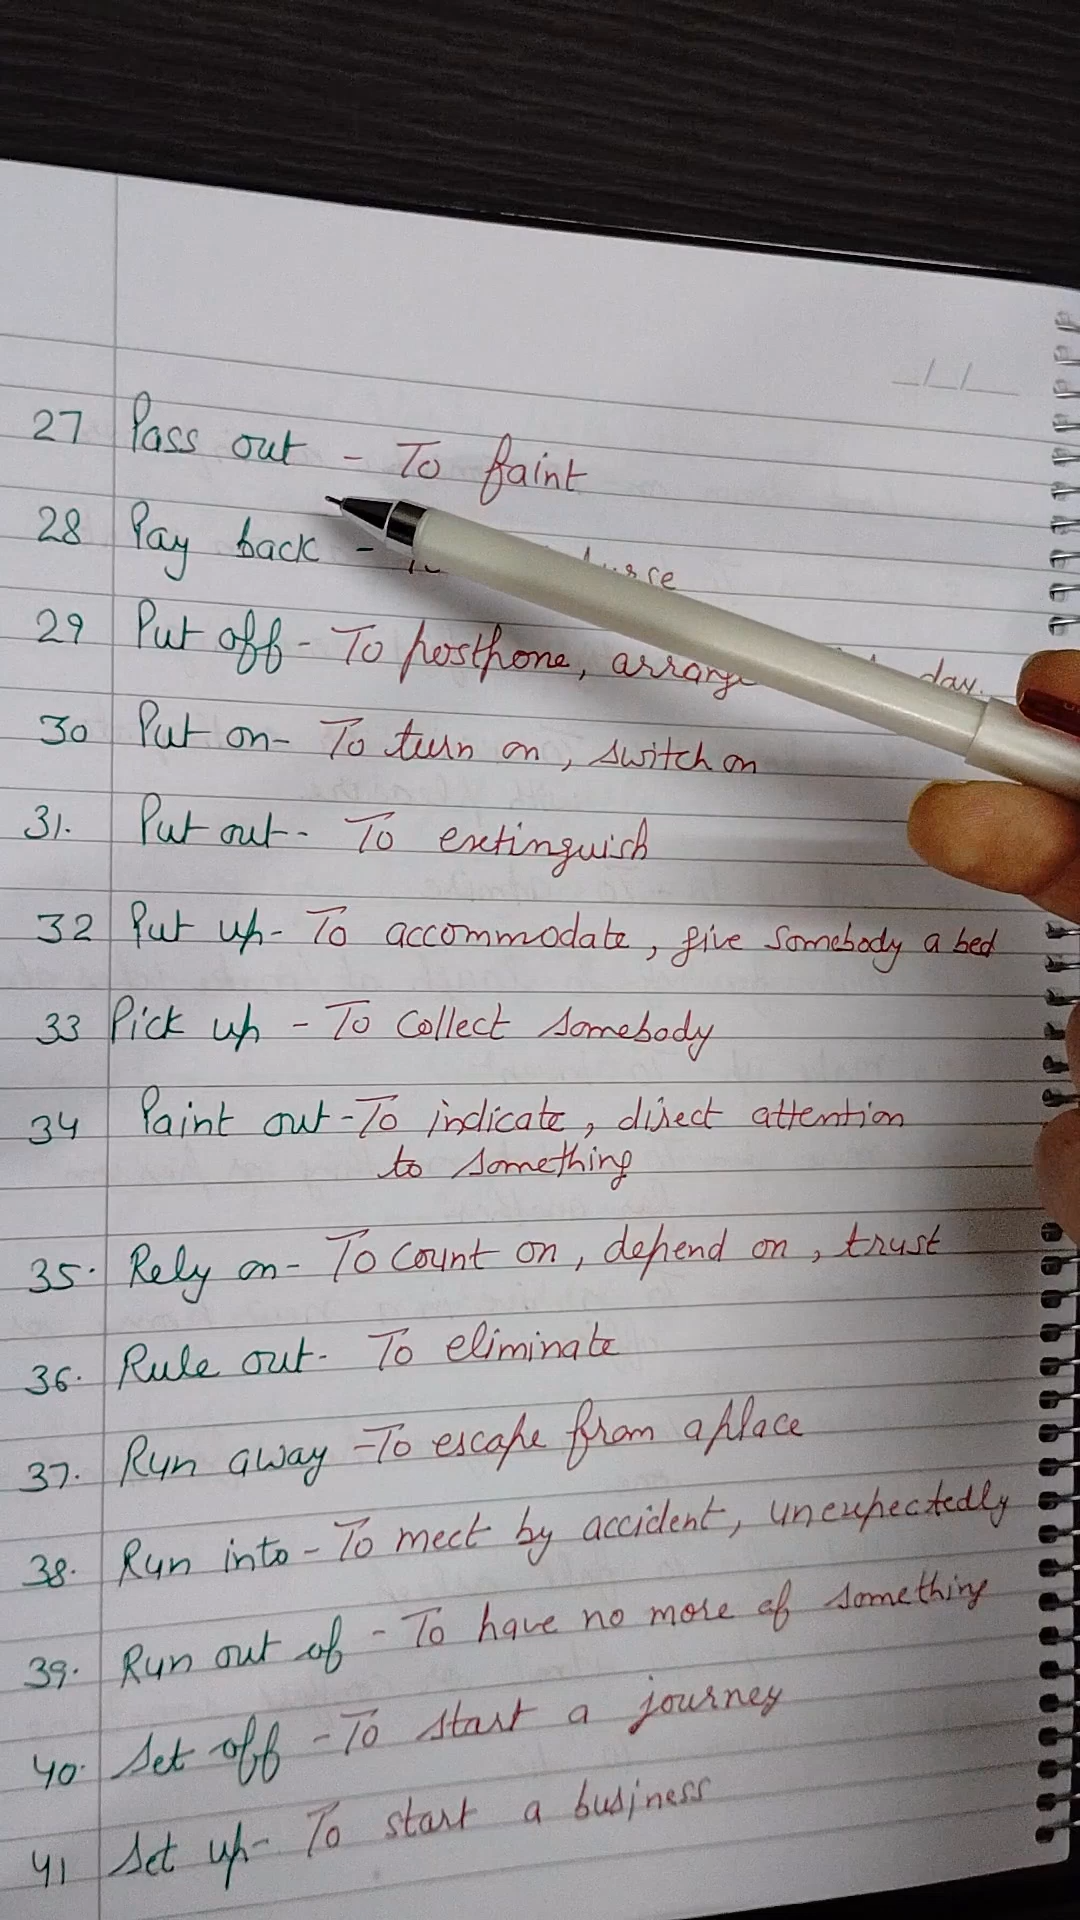 27 Pass out - To faint
28 Pay back -
29 Put off - To postpone, arrange day.
30 Put on - To turn on, switch on
31. Put out - To extinguish
32 Put up - To accommodate, give somebody a bed
33 Pick up - To collect somebody
34 Paint out - To indicate, direct attention
to something
35. Rely on - To count on, depend on, trust
36. Rule out - To eliminate
37. Run away - To escape from a place
38. Run into - To meet by accident, unexpectedly
39. Run out of - To have no more of something
40. Set off - To start a journey
41 Set up - To start a business